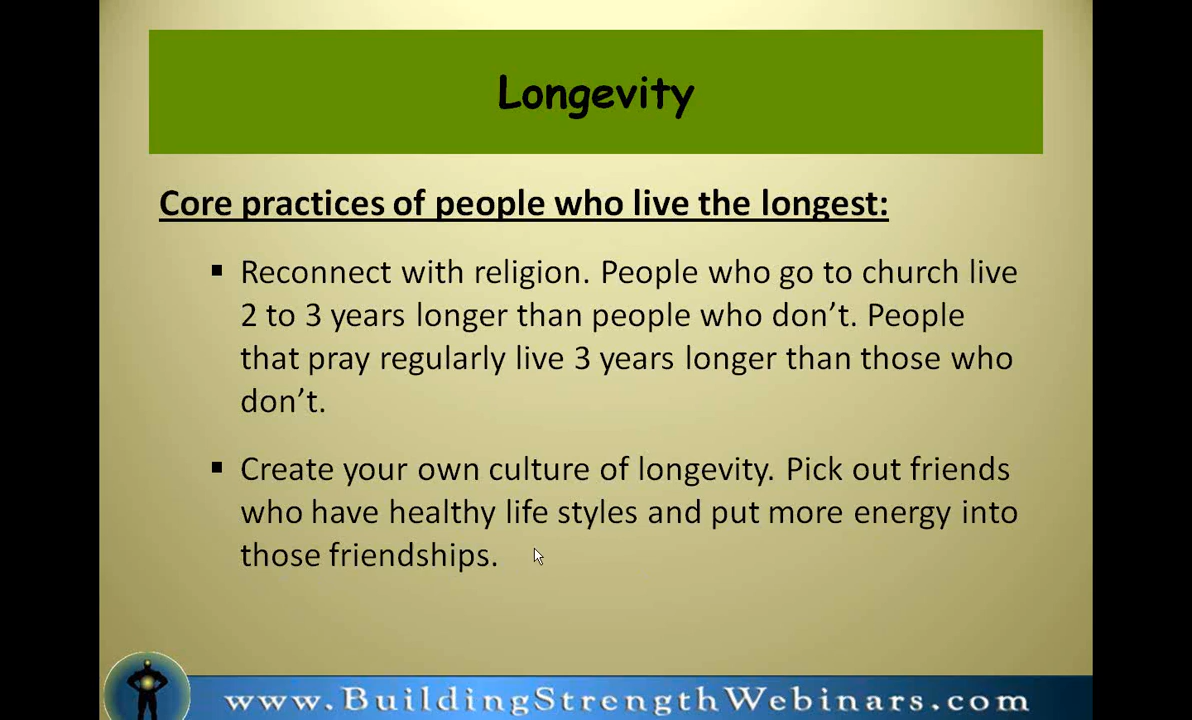 Longevity
Core practices of people who live the longest:
▪ Reconnect with religion. People who go to church live
2 to 3 years longer than people who don’t. People
that pray regularly live 3 years longer than those who
don’t.
▪ Create your own culture of longevity. Pick out friends
who have healthy life styles and put more energy into
those friendships.
www.BuildingStrengthWebinars.com